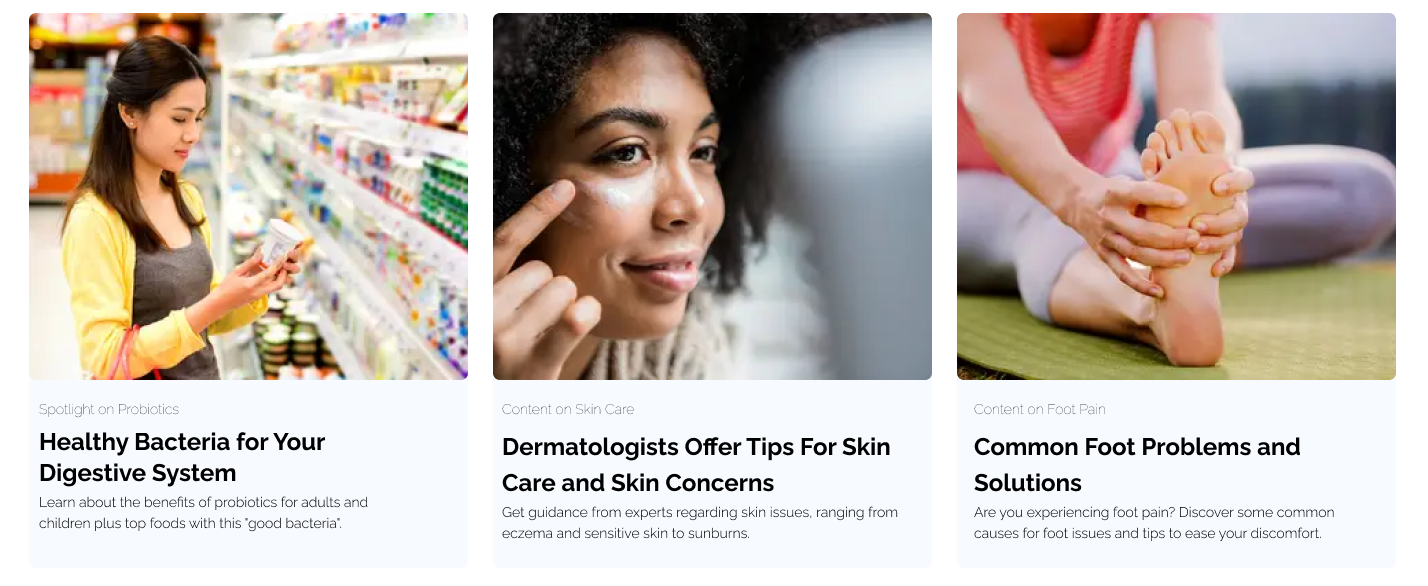 Spotlight on Probiotics
Healthy Bacteria for Your
Digestive System
Learn about the benefits of probiotics for adults and
children plus top foods with this "good bacteria".
Content on Skin Care
Dermatologists Offer Tips For Skin
Care and Skin Concerns
Get guidance from experts regarding skin issues, ranging from
eczema and sensitive skin to sunburns.
Content on Foot Pain
Common Foot Problems and
Solutions
Are you experiencing foot pain? Discover some common
causes for foot issues and tips to ease your discomfort.